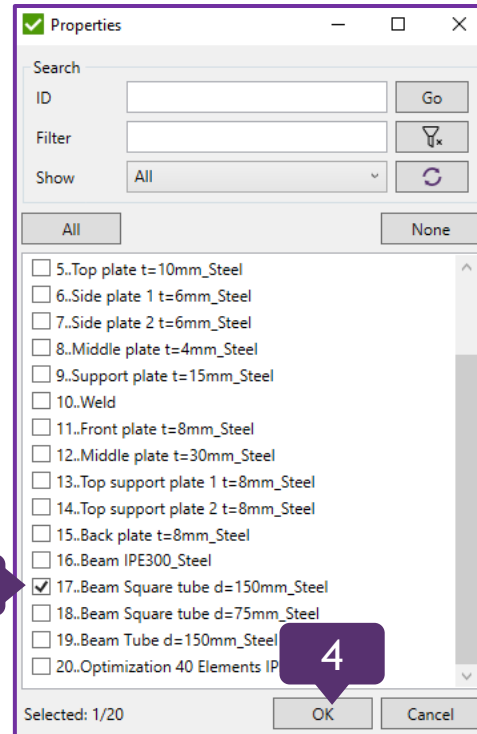 Properties
Search
ID Go
Filter
Show All
All None
5..Top plate t=10mm_Steel
6..Side plate 1 t=6mm_Steel
7..Side plate 2 t=6mm_Steel
8..Middle plate t=4mm_Steel
9..Support plate t=15mm_Steel
10..Weld
11..Front plate t=8mm_Steel
12..Middle plate t=30mm_Steel
13..Top support plate 1 t=8mm_Steel
14..Top support plate 2 t=8mm_Steel
15..Back plate t=8mm_Steel
16..Beam IPE300_Steel
17..Beam Square tube d=150mm_Steel
18..Beam Square tube d=75mm_Steel
19..Beam Tube d=150mm_Steel
20..Optimization 40 Elements
4
Selected: 1/20 OK Cancel